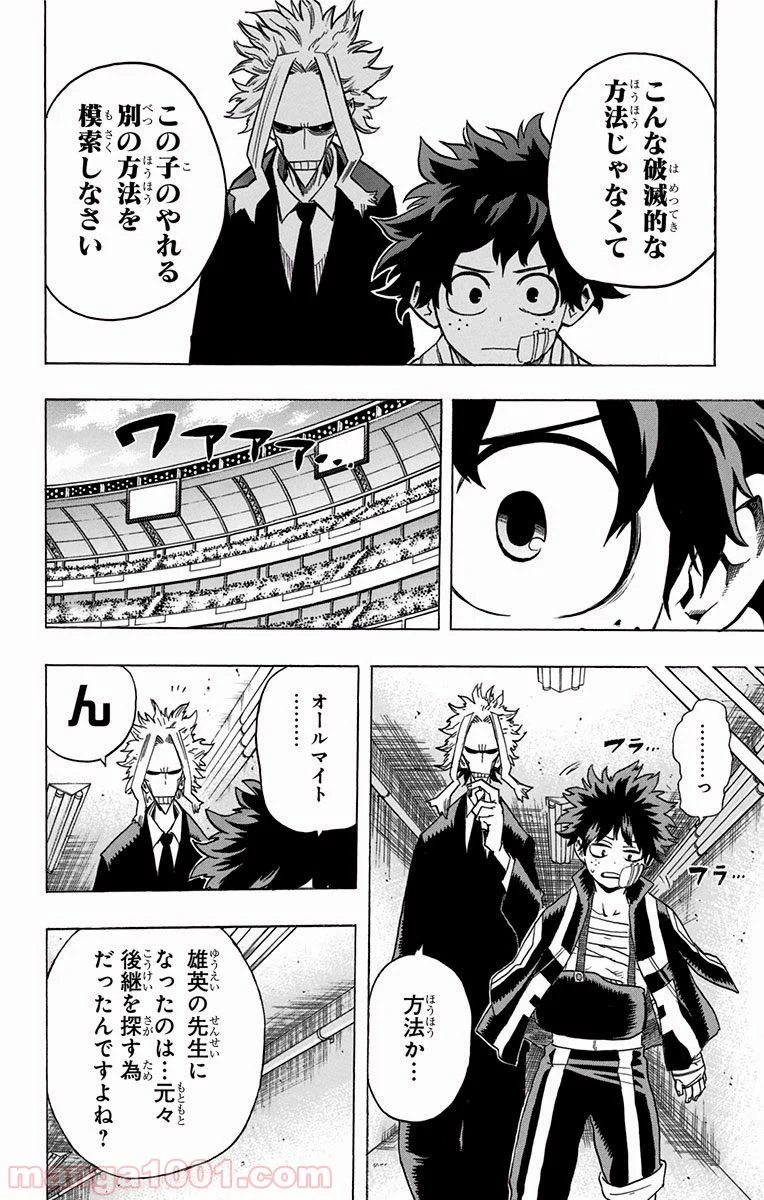 こんな破滅的な
方法じゃなくて
この子のやれる
別の方法を
模索しなさい
ワァァァァ…
………っ
フラ…
フラ…
方法か…
オールマイト
………
ん
雄英の先生に
なったのは…元々
後継を探す為
だったんですよね?
manga1001.com